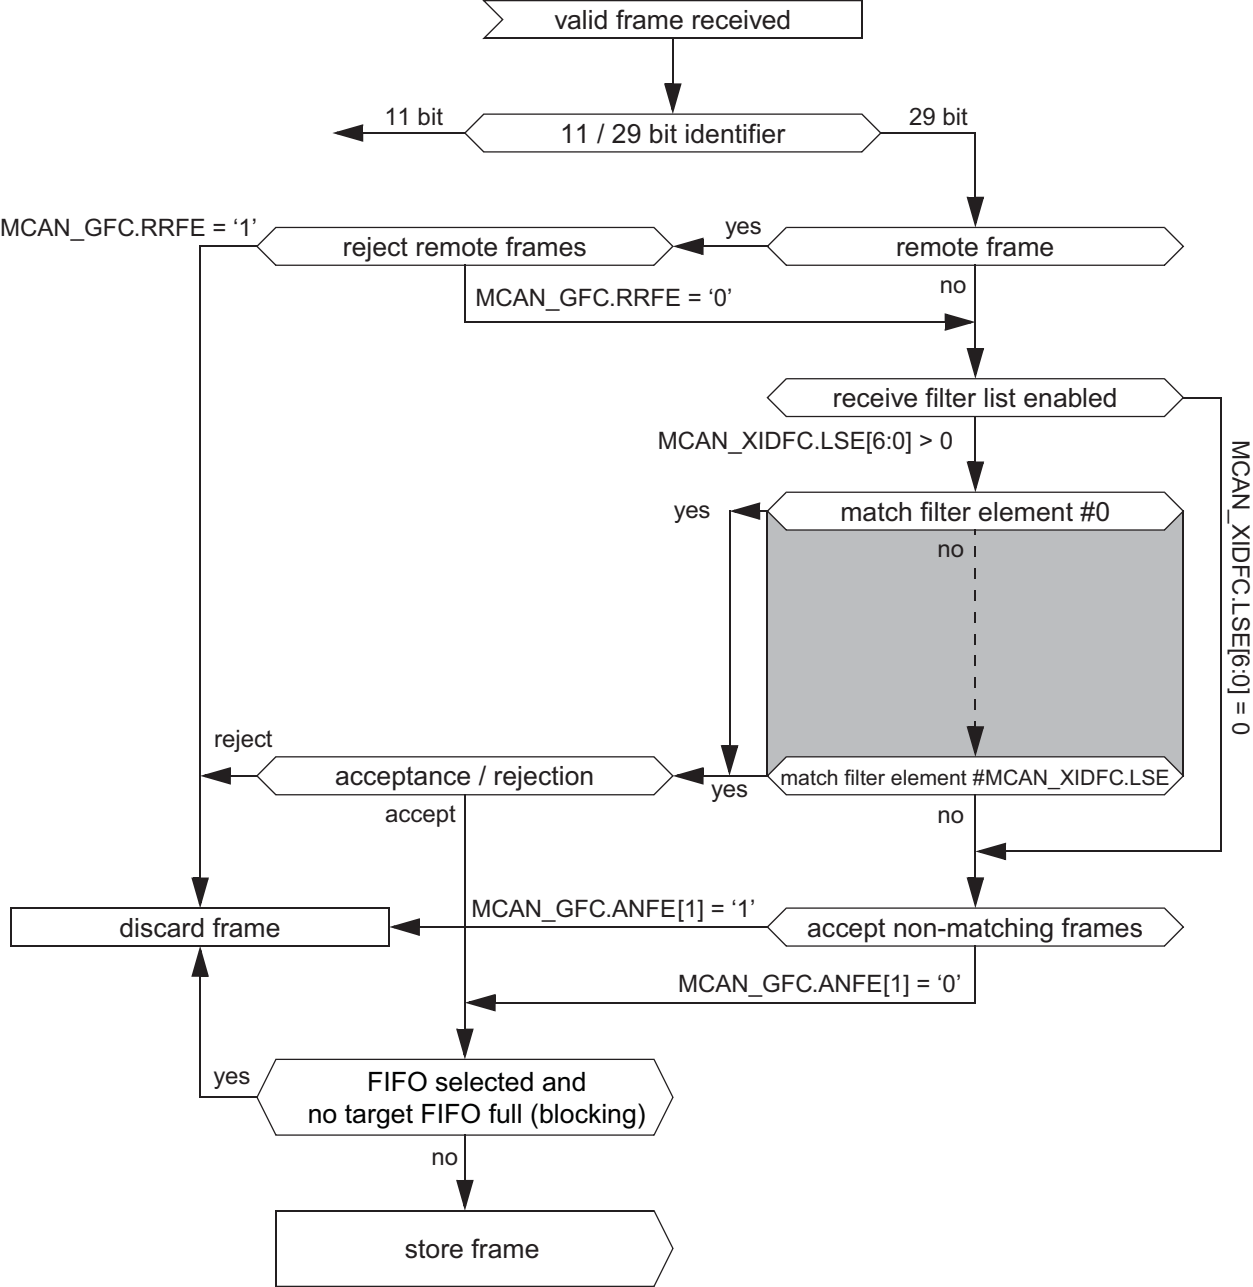 valid frame received
11 bit
29 bit
11 / 29 bit identifier
MCAN_GFC.RRFE = ‘1’
yes
reject remote frames
remote frame
MCAN_GFC.RRFE = ‘0’
no
receive filter list enabled
MCAN_XIDFC.LSE[6:0] > 0
MCAN_XIDFC.LSE[6:0] = 0
yes
match filter element #0
no
reject
acceptance / rejection
yes
match filter element #MCAN_XIDFC.LSE
accept
no
MCAN_GFC.ANFE[1] = ‘1’
discard frame
accept non-matching frames
MCAN_GFC.ANFE[1] = ‘0’
yes
FIFO selected and
no target FIFO full (blocking)
no
store frame